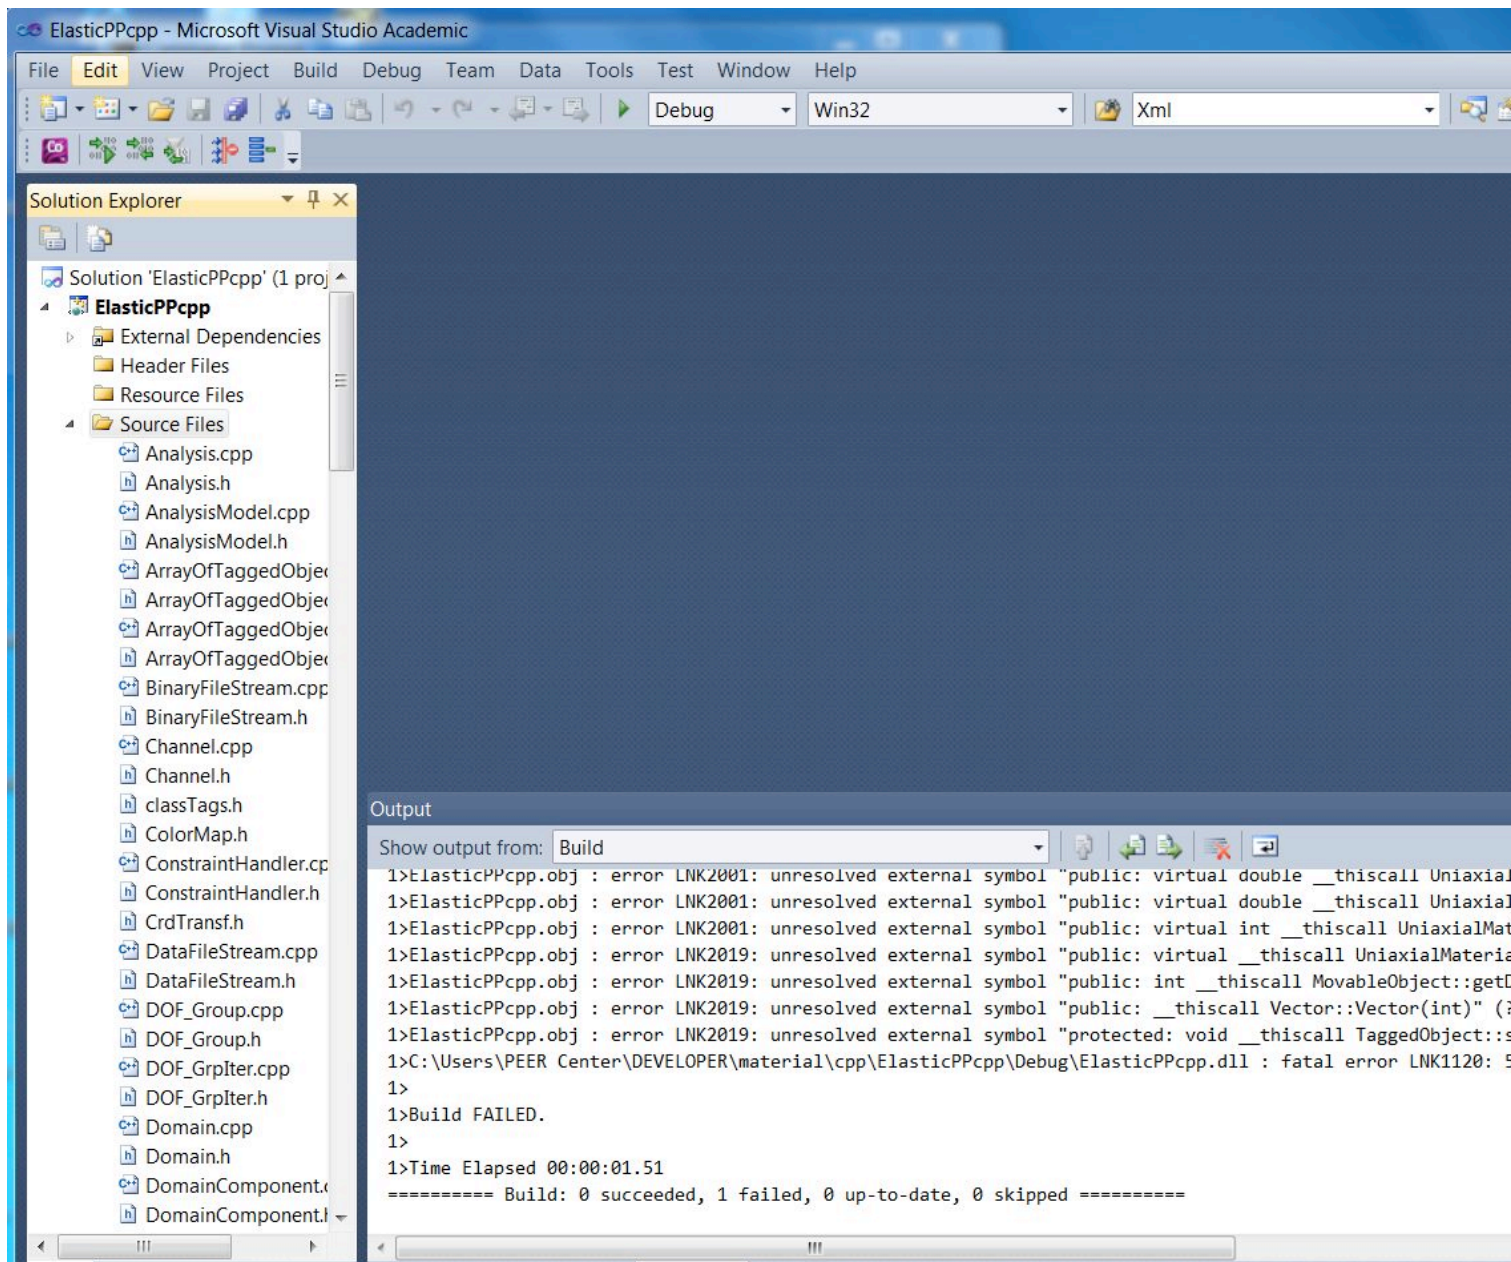 ElasticPPcpp - Microsoft Visual Studio Academic
File Edit View Project Build Debug Team Data Tools Test Window Help
Debug Win32 Xml
Solution Explorer
Solution 'ElasticPPcpp' (1 proj
ElasticPPcpp
External Dependencies
Header Files
Resource Files
Source Files
Analysis.cpp
Analysis.h
AnalysisModel.cpp
AnalysisModel.h
ArrayOfTaggedObjec
ArrayOfTaggedObjec
ArrayOfTaggedObjec
ArrayOfTaggedObjec
BinaryFileStream.cpp
BinaryFileStream.h
Channel.cpp
Channel.h
classTags.h
ColorMap.h
ConstraintHandler.cp
ConstraintHandler.h
CrdTransf.h
DataFileStream.cpp
DataFileStream.h
DOF_Group.cpp
DOF_Group.h
DOF_GrpIter.cpp
DOF_GrpIter.h
Domain.cpp
Domain.h
DomainComponent.c
DomainComponent.h
Output
Show output from: Build
1>ElasticPPcpp.obj : error LNK2001: unresolved external symbol "public: virtual double __thiscall Uniaxial
1>ElasticPPcpp.obj : error LNK2001: unresolved external symbol "public: virtual double __thiscall Uniaxial
1>ElasticPPcpp.obj : error LNK2001: unresolved external symbol "public: virtual int __thiscall UniaxialMat
1>ElasticPPcpp.obj : error LNK2019: unresolved external symbol "public: virtual __thiscall UniaxialMateria
1>ElasticPPcpp.obj : error LNK2019: unresolved external symbol "public: int __thiscall MovableObject::getD
1>ElasticPPcpp.obj : error LNK2019: unresolved external symbol "public: __thiscall Vector::Vector(int)" (?
1>ElasticPPcpp.obj : error LNK2019: unresolved external symbol "protected: void __thiscall TaggedObject::s
1>C:\Users\PEER Center\DEVELOPER\material\cpp\ElasticPPcpp\Debug\ElasticPPcpp.dll : fatal error LNK1120: 5
1>
1>Build FAILED.
1>
1>Time Elapsed 00:00:01.51
========== Build: 0 succeeded, 1 failed, 0 up-to-date, 0 skipped ==========